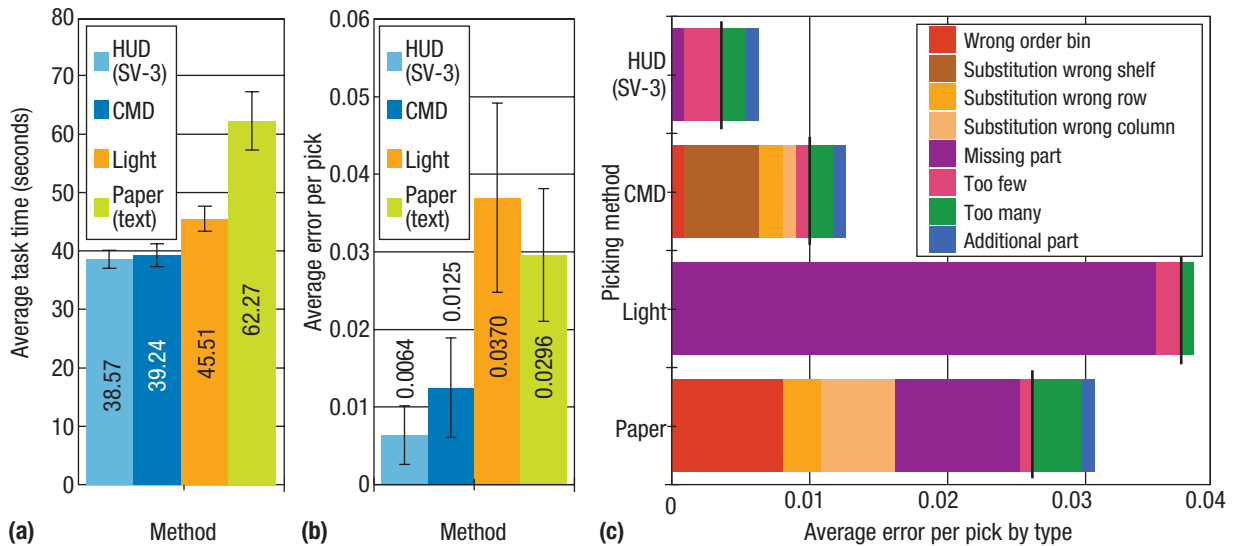 80
70
60
50
40
30
20
10
0
Average task time (seconds)
HUD
(SV-3)
CMD
Light
Paper
(text)
38.57
39.24
45.51
62.27
(a)
Method
0.06
0.05
0.04
0.03
0.02
0.01
0
Average error per pick
HUD
(SV-3)
CMD
Light
Paper
(text)
0.0064
0.0125
0.0370
0.0296
(b)
Method
Picking method
HUD
(SV-3)
CMD
Light
Paper
Wrong order bin
Substitution wrong shelf
Substitution wrong row
Substitution wrong column
Missing part
Too few
Too many
Additional part
0
0.01
0.02
0.03
0.04
(c)
Average error per pick by type